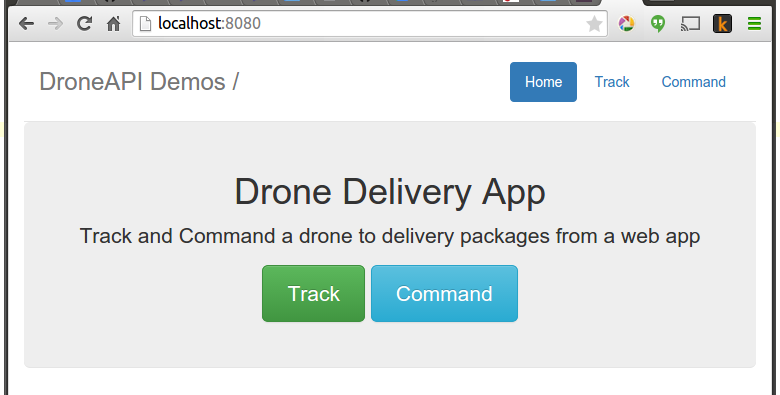 localhost:8080
DroneAPI Demos /
Home
Track
Command
Drone Delivery App
Track and Command a drone to delivery packages from a web app
Track
Command